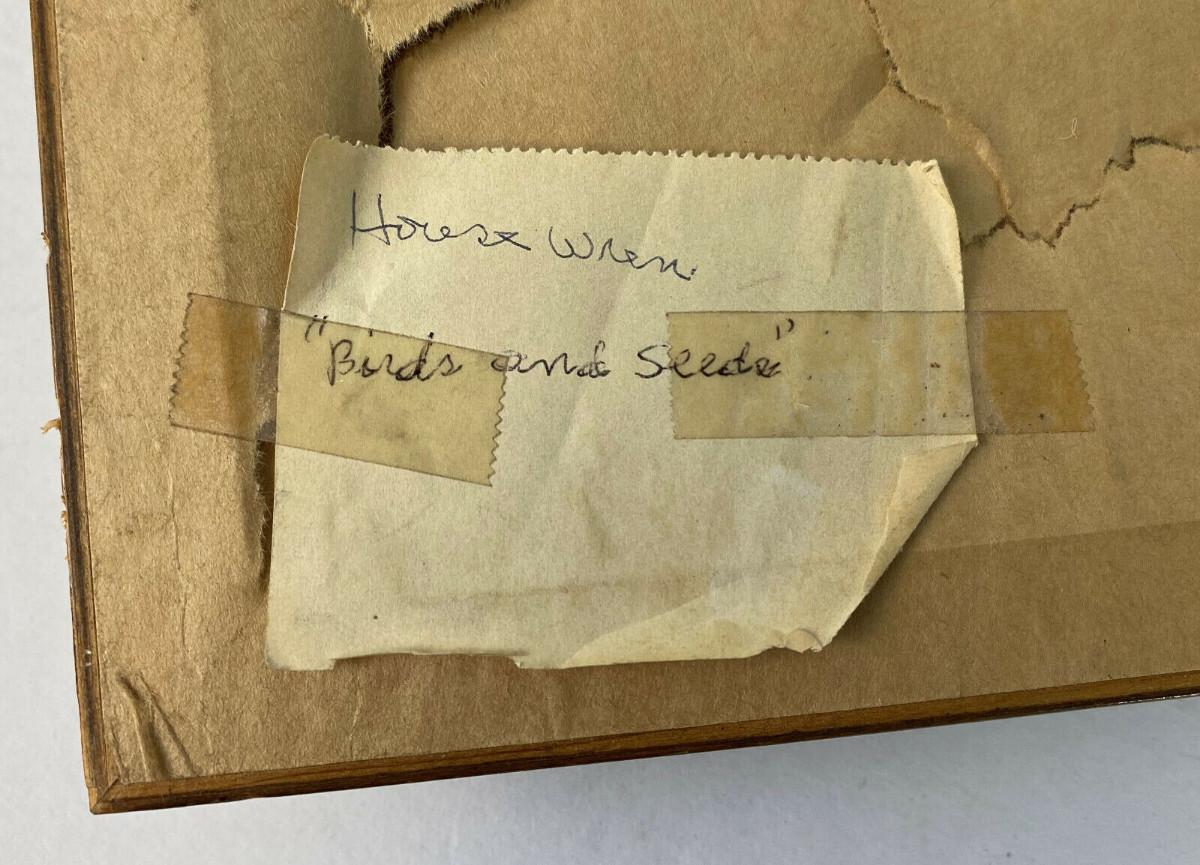 House Wren.
"Birds and Seeds"